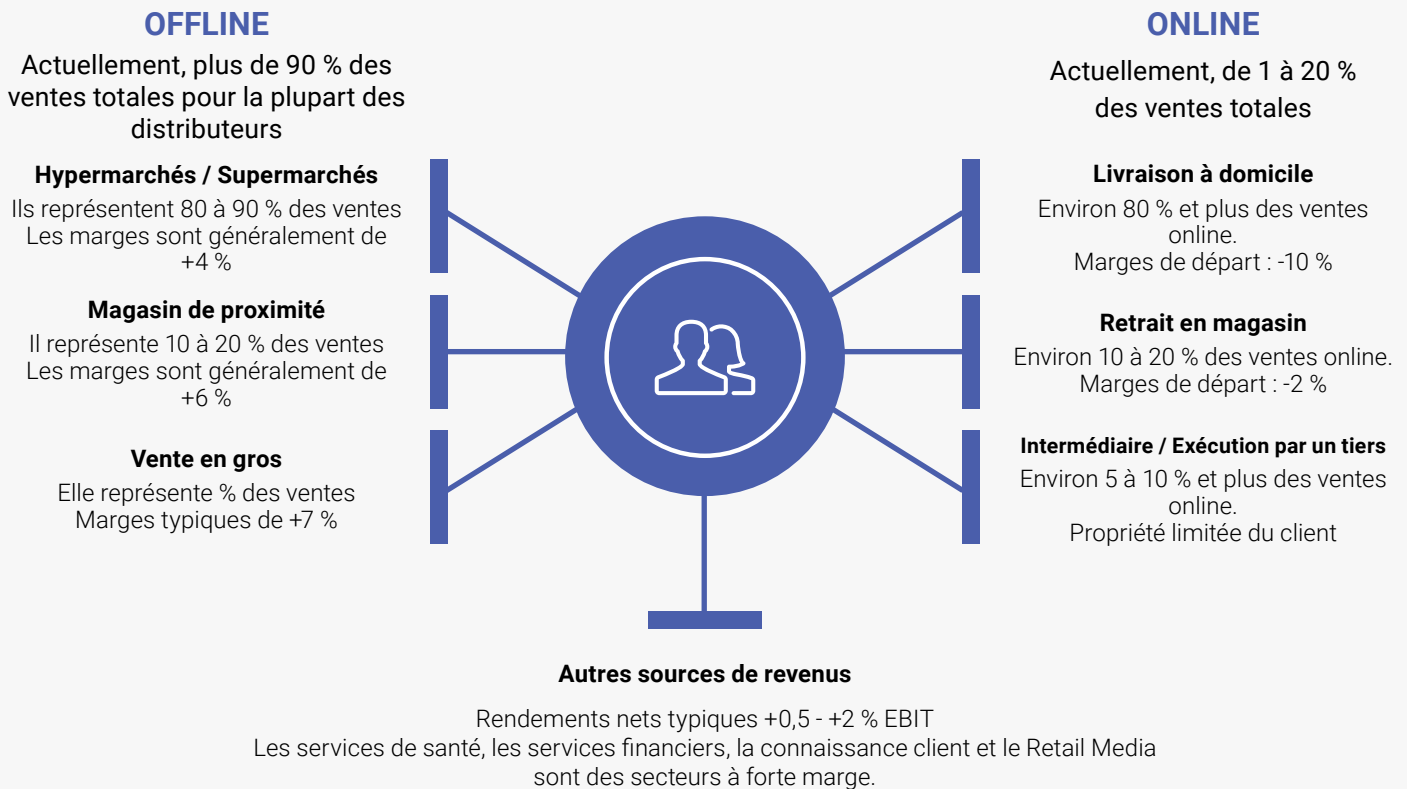 OFFLINE
Actuellement, plus de 90 % des
ventes totales pour la plupart des
distributeurs
Hypermarchés / Supermarchés
Ils représentent 80 à 90 % des ventes
Les marges sont généralement de
+4 %
Magasin de proximité
Il représente 10 à 20 % des ventes
Les marges sont généralement de
+6 %
Vente en gros
Elle représente % des ventes
Marges typiques de +7 %
ONLINE
Actuellement, de 1 à 20 %
des ventes totales
Livraison à domicile
Environ 80 % et plus des ventes
online.
Marges de départ : -10 %
Retrait en magasin
Environ 10 à 20 % des ventes online.
Marges de départ : -2 %
Intermédiaire / Exécution par un tiers
Environ 5 à 10 % et plus des ventes
online.
Propriété limitée du client
Autres sources de revenus
Rendements nets typiques +0,5 - +2 % EBIT
Les services de santé, les services financiers, la connaissance client et le Retail Media
sont des secteurs à forte marge.